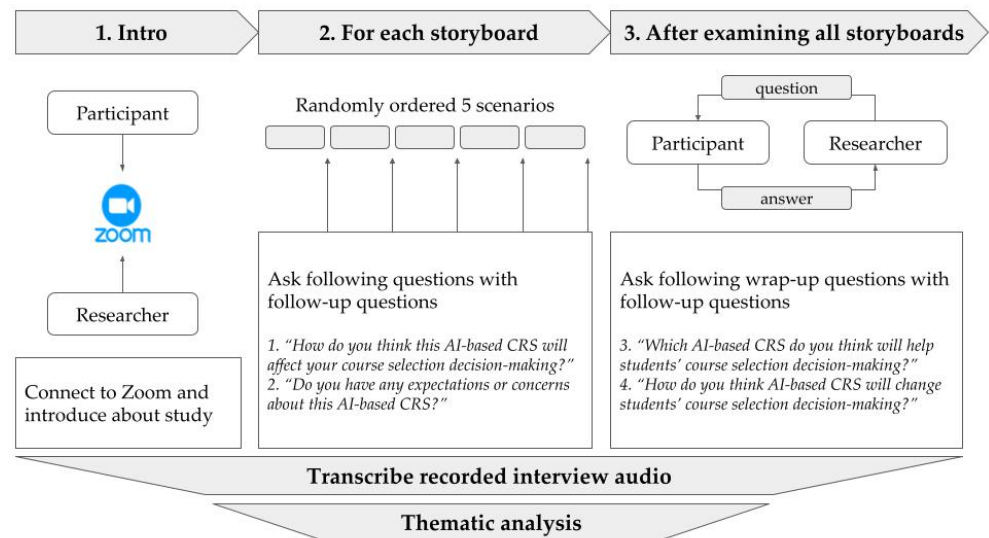 1. Intro
2. For each storyboard
3. After examining all storyboards
Participant
zoom
Researcher
Connect to Zoom and
introduce about study
Randomly ordered 5 scenarios
Ask following questions with
follow-up questions
1. “How do you think this AI-based CRS will
affect your course selection decision-making?”
2. “Do you have any expectations or concerns
about this AI-based CRS?”
question
Participant
Researcher
answer
Ask following wrap-up questions with
follow-up questions
3. “Which AI-based CRS do you think will help
students’ course selection decision-making?”
4. “How do you think AI-based CRS will change
students’ course selection decision-making?”
Transcribe recorded interview audio
Thematic analysis